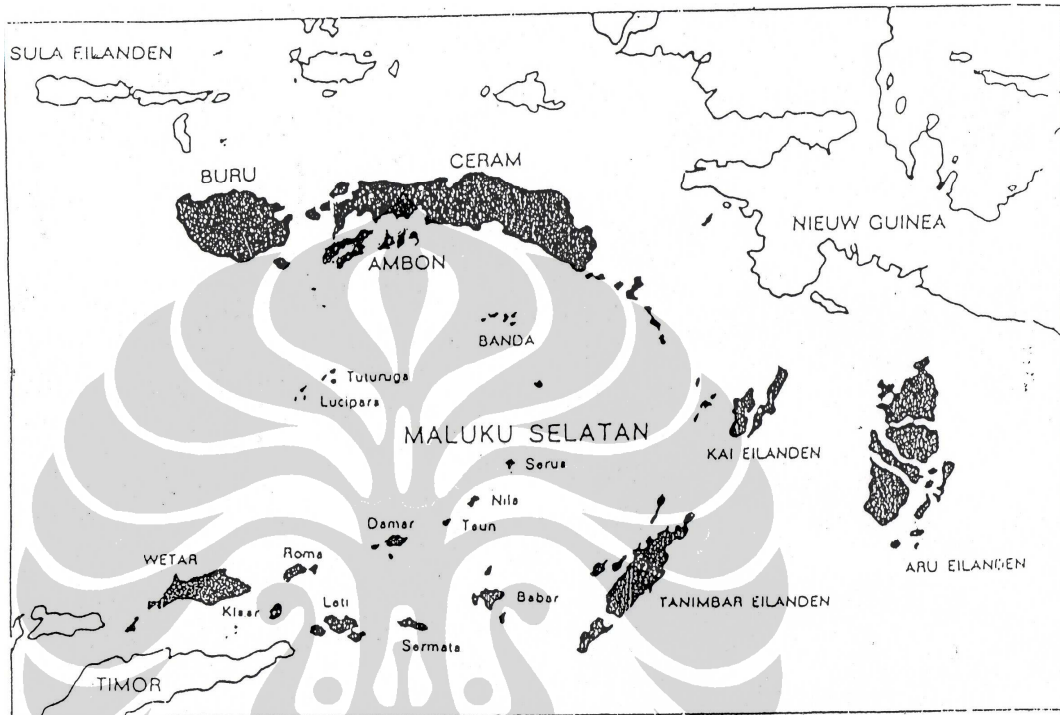 SULA EILANDEN
BURU
CERAM
NIEUW GUINEA
AMBON
BANDA
Tuturuga
Lucipara
MALUKU SELATAN
KAI EILANDEN
Serua
Nila
Damar
Teun
WETAR
Roma
ARU EILANDEN
Kisar
Lati
Babar
TANIMBAR EILANDEN
Sermata
TIMOR